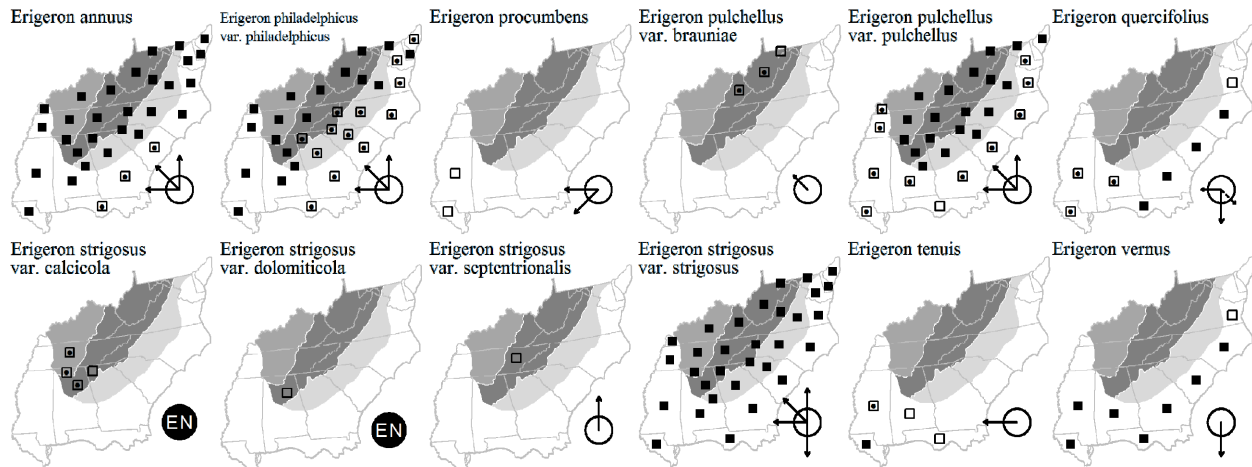 Erigeron annuus
Erigeron philadelphicus
var. philadelphicus
Erigeron procumbens
Erigeron pulchellus
var. brauniae
Erigeron pulchellus
var. pulchellus
Erigeron quercifolius
Erigeron strigosus
var. calcicola
EN
Erigeron strigosus
var. dolomiticola
EN
Erigeron strigosus
var. septentrionalis
Erigeron strigosus
var. strigosus
Erigeron tenuis
Erigeron vernus